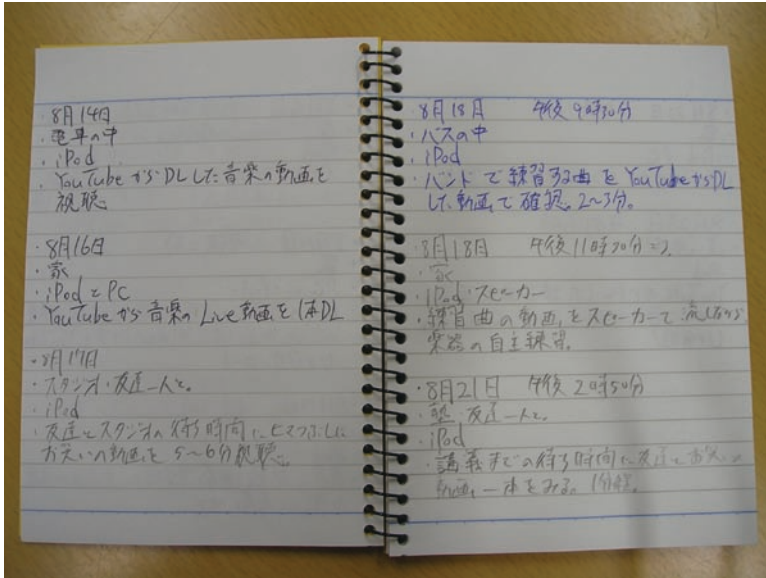 ・8月14日
・電車の中
・iPod
・YouTubeからDLした音楽の動画を
視聴
・8月16日
・家
・iPodとPC
・YouTubeから音楽のLive動画を1本DL
・8月17日
・スタジオ・友達一人と。
・iPod
・友達とスタジオの待ち時間にヒマつぶしに
お笑いの動画を5〜6分視聴。
・8月18日 午後9時30分
・バスの中
・iPod
・バンドで練習する曲をYouTubeからDL
した動画で確認。2〜3分。
・8月18日 午後11時30分
・家
・iPod・スピーカー
・練習曲の動画をスピーカーで流しながら
楽器の自主練習。
・8月21日 午後2時50分
・塾・友達一人と。
・iPod
・講義までの待ち時間に友達とお笑いの
動画一本をみる。